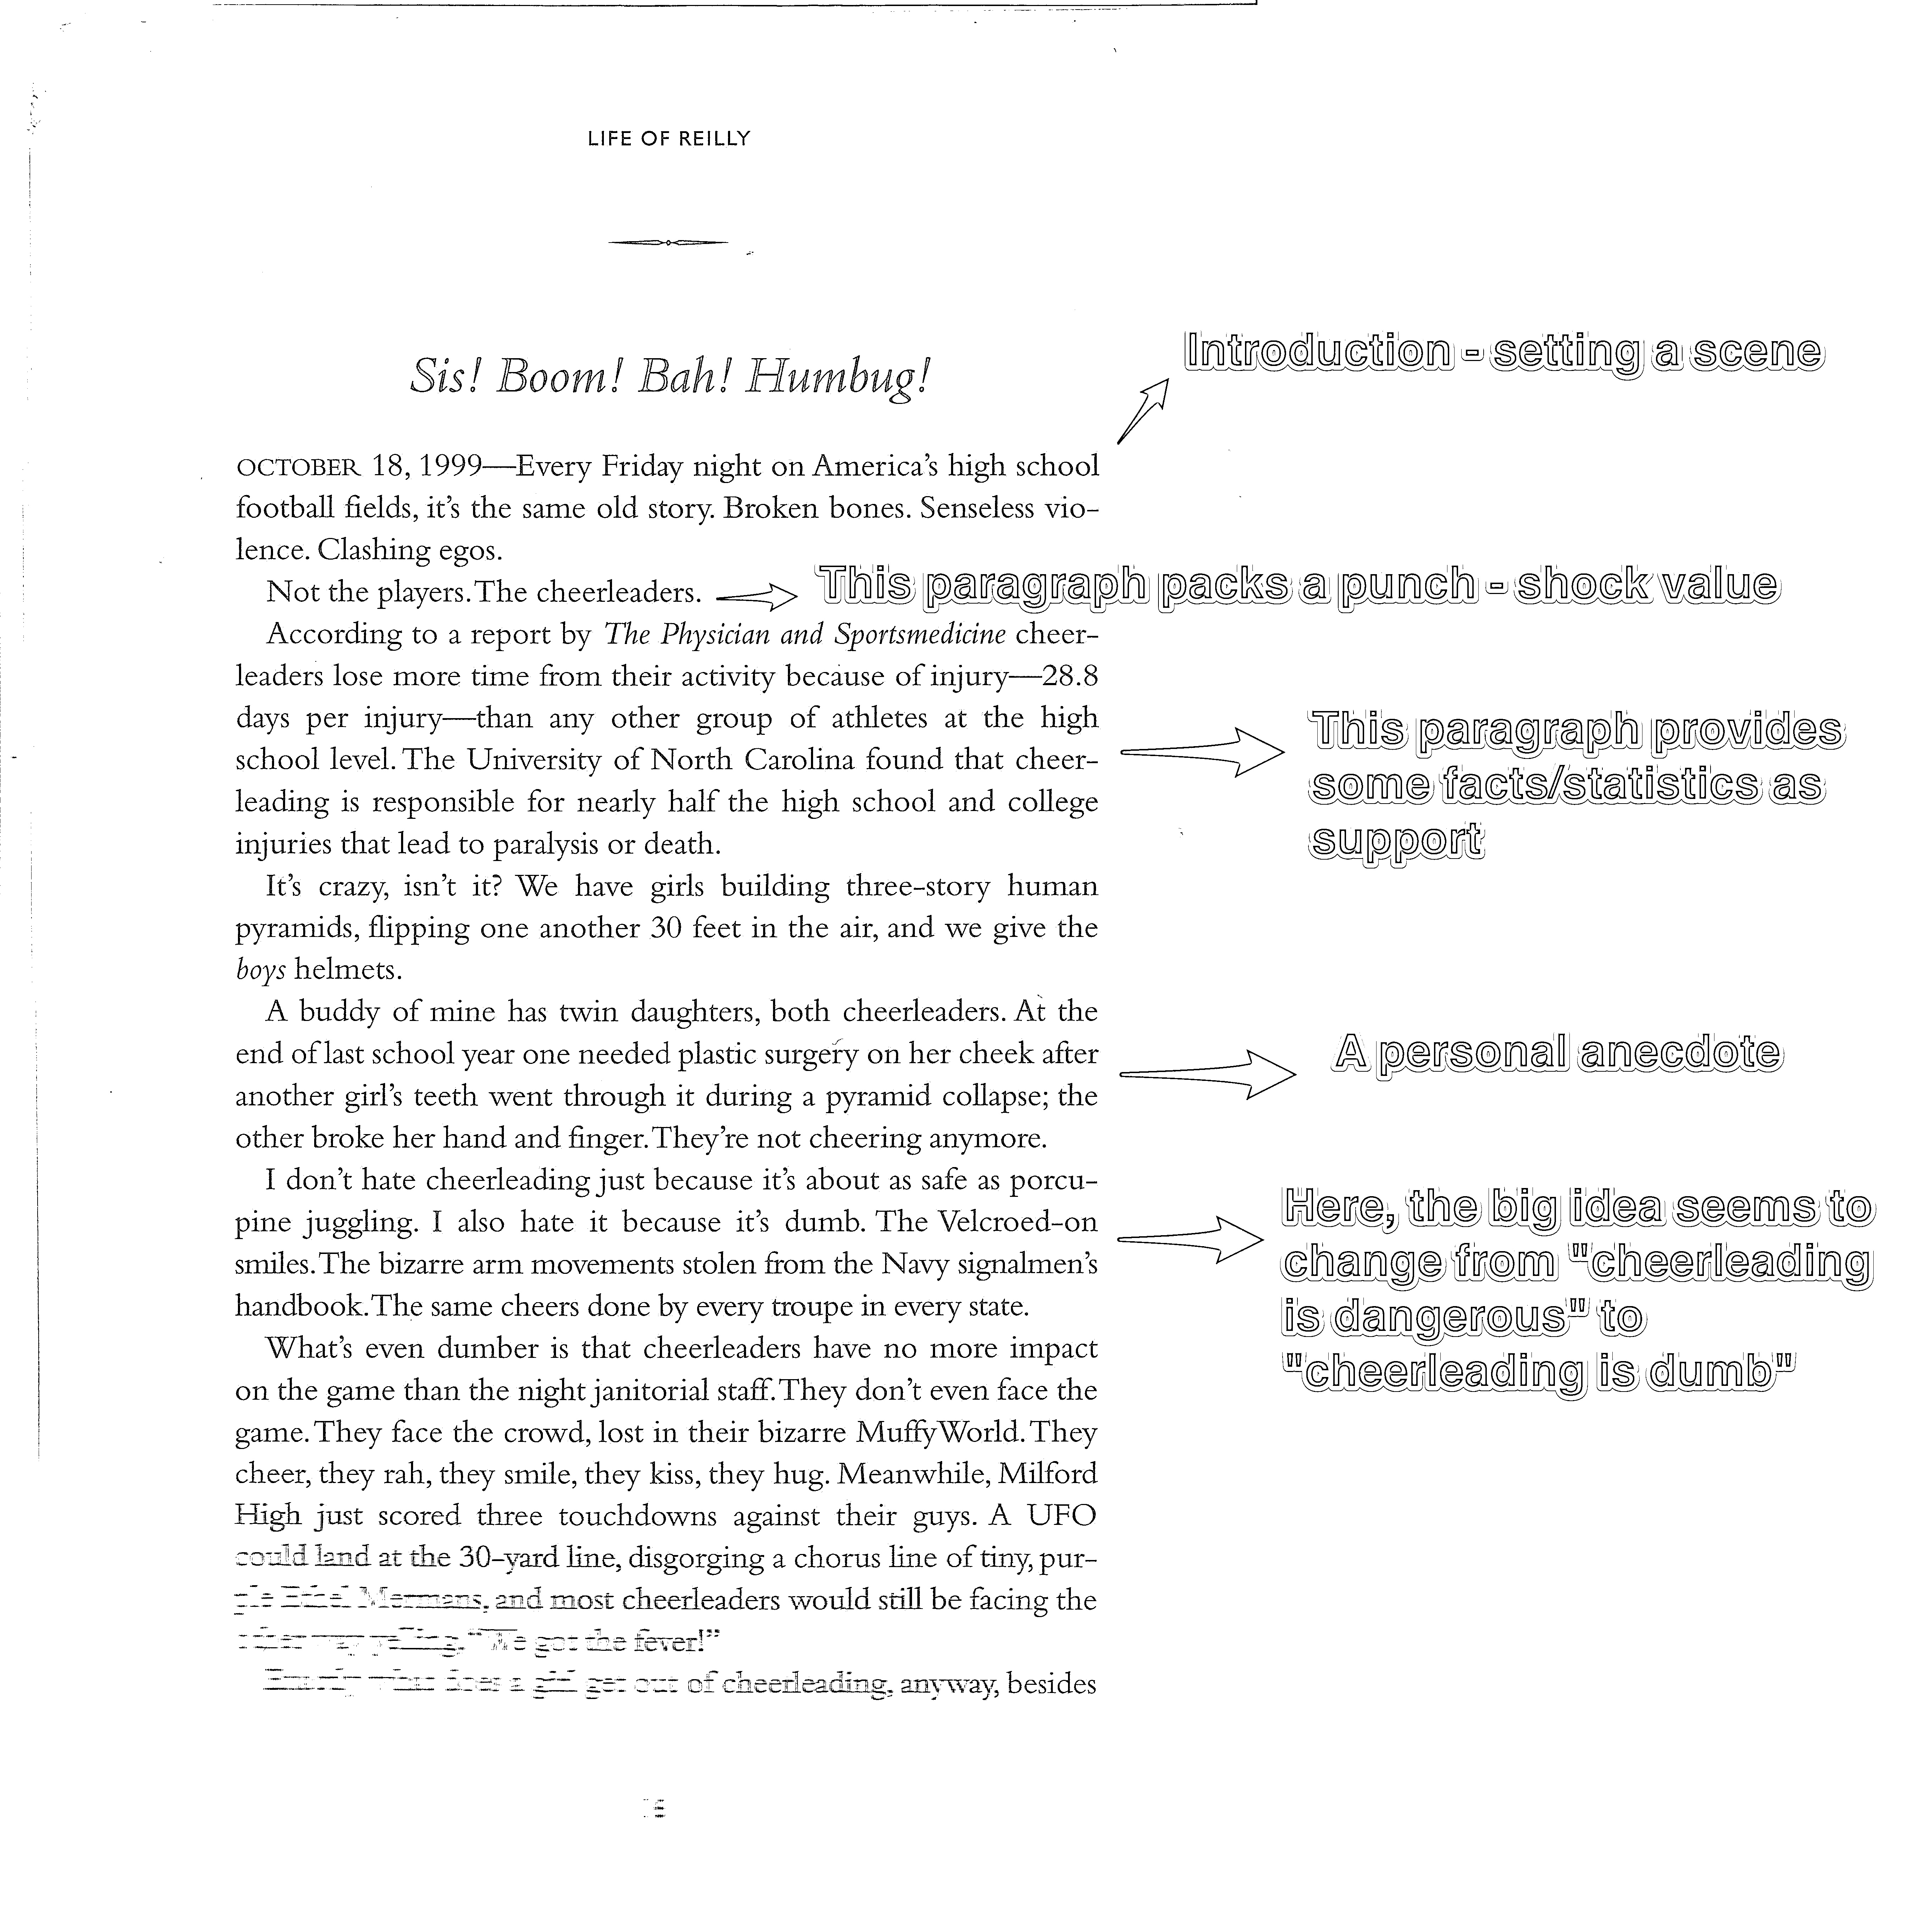 LIFE OF REILLY
Sis! Boom! Bah! Humbug!
Introduction - setting a scene
OCTOBER 18, 1999—Every Friday night on America's high school
football fields, it's the same old story. Broken bones. Senseless vio-
lence. Clashing egos.
Not the players. The cheerleaders.
This paragraph packs a punch - shock value
According to a report by The Physician and Sportsmedicine cheer-
leaders lose more time from their activity because of injury—28.8
days per injury—than any other group of athletes at the high
school level. The University of North Carolina found that cheer-
leading is responsible for nearly half the high school and college
injuries that lead to paralysis or death.
This paragraph provides
some facts/statistics as
support
It's crazy, isn't it? We have girls building three-story human
pyramids, flipping one another 30 feet in the air, and we give the
boys helmets.
A buddy of mine has twin daughters, both cheerleaders. At the
end of last school year one needed plastic surgery on her cheek after
another girl's teeth went through it during a pyramid collapse; the
other broke her hand and finger. They're not cheering anymore.
A personal anecdote
I don't hate cheerleading just because it's about as safe as porcu-
pine juggling. I also hate it because it's dumb. The Velcroed-on
smiles. The bizarre arm movements stolen from the Navy signalmen's
handbook. The same cheers done by every troupe in every state.
Here, the big idea seems to
change from "cheerleading
is dangerous" to
"cheerleading is dumb"
What's even dumber is that cheerleaders have no more impact
on the game than the night janitorial staff. They don't even face the
game. They face the crowd, lost in their bizarre MuffyWorld. They
cheer, they rah, they smile, they kiss, they hug. Meanwhile, Milford
High just scored three touchdowns against their guys. A UFO
could land at the 30-yard line, disgorging a chorus line of tiny, pur-
Mermans, and most cheerleaders would still be facing the
"We got the fever!"
girl get out of cheerleading, anyway, besides